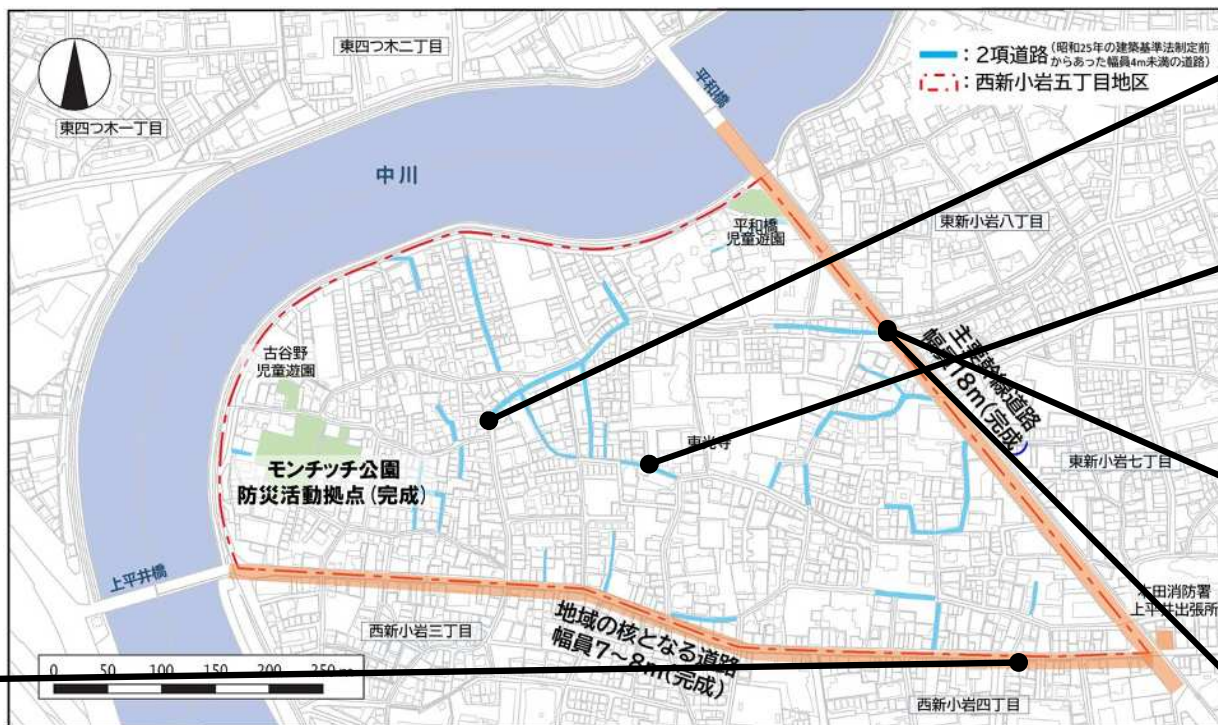 東四つ木二丁目
平和橋
━:2項道路(昭和25年の建築基準法制定前
からあった幅員4m未満の道路)
:西新小岩五丁目地区
東四つ木一丁目
中川
平和橋
児童遊園
東新小岩八丁目
古谷野
児童遊園
主要幹線道路
幅員18m(完成)
東光寺
東新小岩七丁目
モンチッチ公園
防災活動拠点(完成)
上平井橋
本田消防署
上平井出張所
西新小岩三丁目
地域の核となる道路
幅員7~8m(完成)
0 50 100 150 200 250 m
西新小岩四丁目